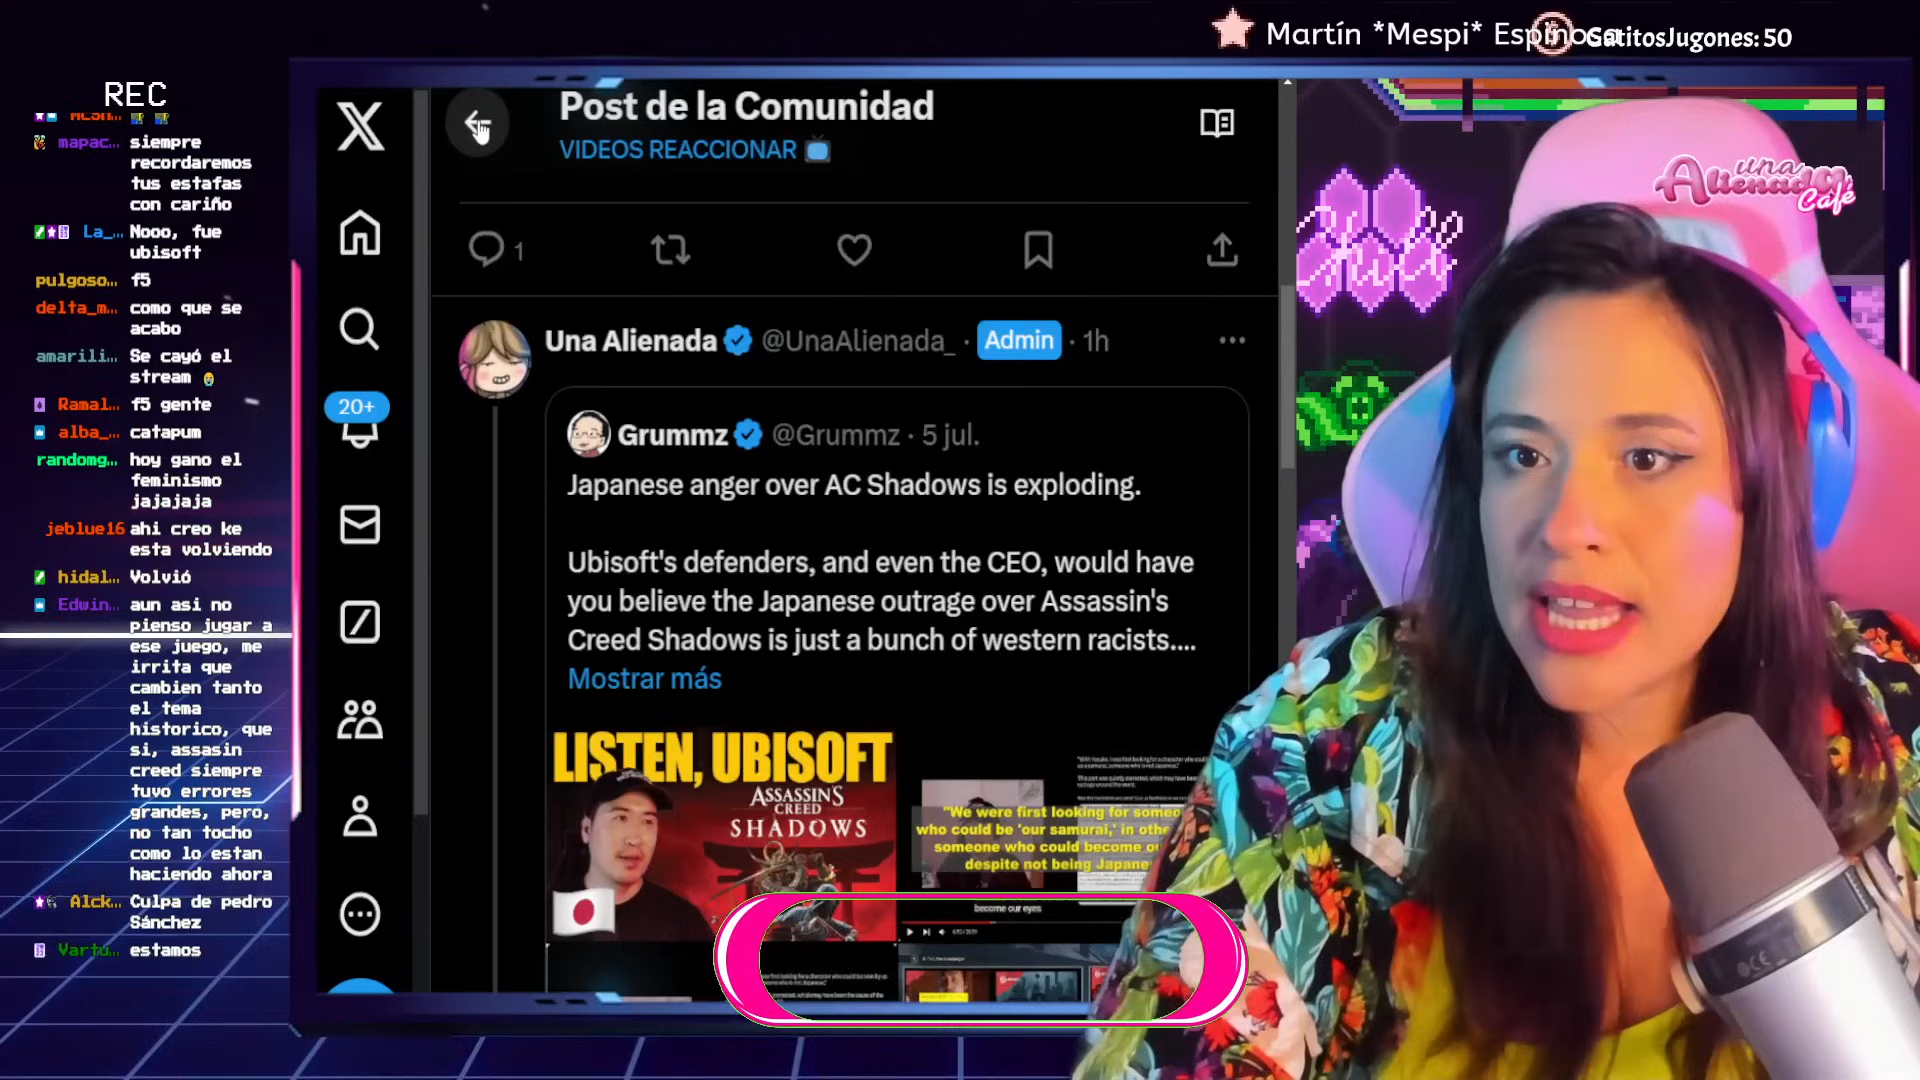 Martín *Mespi* Espinosa
GatitosJugones: 50
REC
mapac... siempre
recordaremos
tus estafas
con cariño
La_... Nooo, fue
ubisoft
pulgoso... f5
delta_m... como que se
acabo
amarili... Se cayó el
stream
Ramal... f5 gente
alba_... catapum
randomg... hoy gano el
feminismo
jajajaja
jeblue16 ahi creo ke
esta volviendo
hidal... Volvió
Edwin... aun asi no
pienso jugar a
ese juego, me
irrita que
cambien tanto
el tema
historico, que
si, assasin
creed siempre
tuvo errores
grandes, pero,
no tan tocho
como lo estan
haciendo ahora
Alck... Culpa de pedro
Sánchez
Vartu... estamos
20+
Post de la Comunidad
VIDEOS REACCIONAR
1
Una Alienada @UnaAlienada_ · Admin · 1h
Grummz @Grummz · 5 jul.
Japanese anger over AC Shadows is exploding.
Ubisoft's defenders, and even the CEO, would have
you believe the Japanese outrage over Assassin's
Creed Shadows is just a bunch of western racists....
Mostrar más
LISTEN, UBISOFT
ASSASSIN'S
CREED
SHADOWS
"We were first looking for someo
who could be 'our samurai,' in othe
someone who could become ou
despite not being Japane
become our eyes
una
Alienada
Café